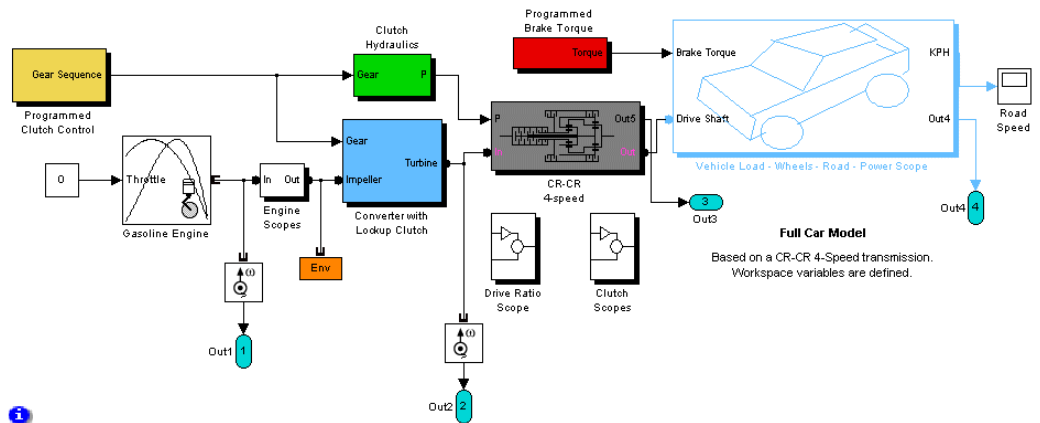 Programmed
Brake Torque
Clutch
Hydraulics
Gear Sequence
Gear
P
Torque
Brake Torque
KPH
Programmed
Clutch Control
P
Out5
Road
Speed
Gear
Drive Shaft
Out4
Turbine
In
Out
Vehicle Load - Wheels - Road - Power Scope
0
Throttle
In
Out
Impeller
CR-CR
4-speed
3
Out3
Out4
4
Gasoline Engine
Engine
Scopes
Converter with
Lookup Clutch
Full Car Model
Based on a CR-CR 4-Speed transmission.
Workspace variables are defined.
Env
ω
Drive Ratio
Scope
Clutch
Scopes
ω
Out1
1
Out2
2
i